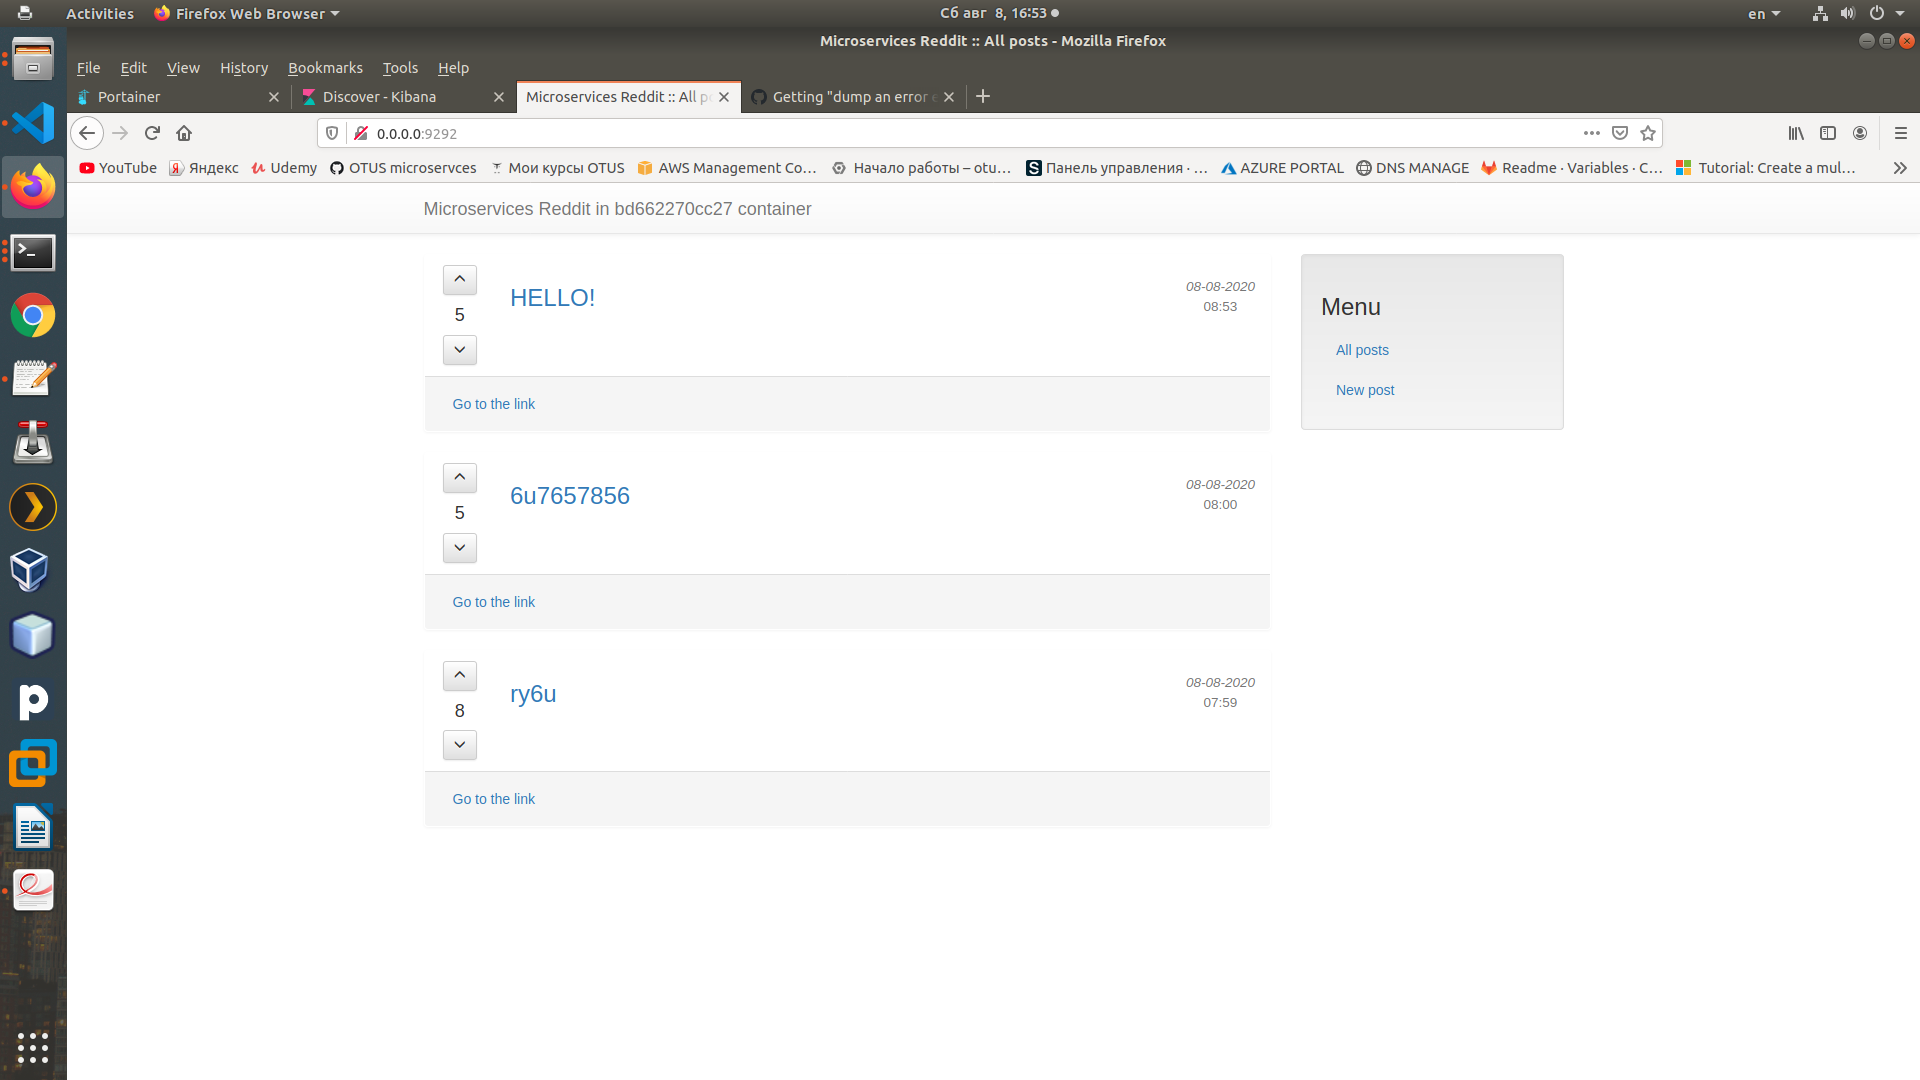 Activities
Firefox Web Browser
Сб авг 8, 16:53
en
Microservices Reddit :: All posts - Mozilla Firefox
File Edit View History Bookmarks Tools Help
Portainer
Discover - Kibana
Microservices Reddit :: All p
Getting "dump an error
0.0.0.0:9292
YouTube
Яндекс
Udemy
OTUS microservces
Мои курсы OTUS
AWS Management Co…
Начало работы – otu…
Панель управления · …
AZURE PORTAL
DNS MANAGE
Readme · Variables · C…
Tutorial: Create a mul…
Microservices Reddit in bd662270cc27 container
5
HELLO!
08-08-2020
08:53
Go to the link
5
6u7657856
08-08-2020
08:00
Go to the link
8
ry6u
08-08-2020
07:59
Go to the link
Menu
All posts
New post